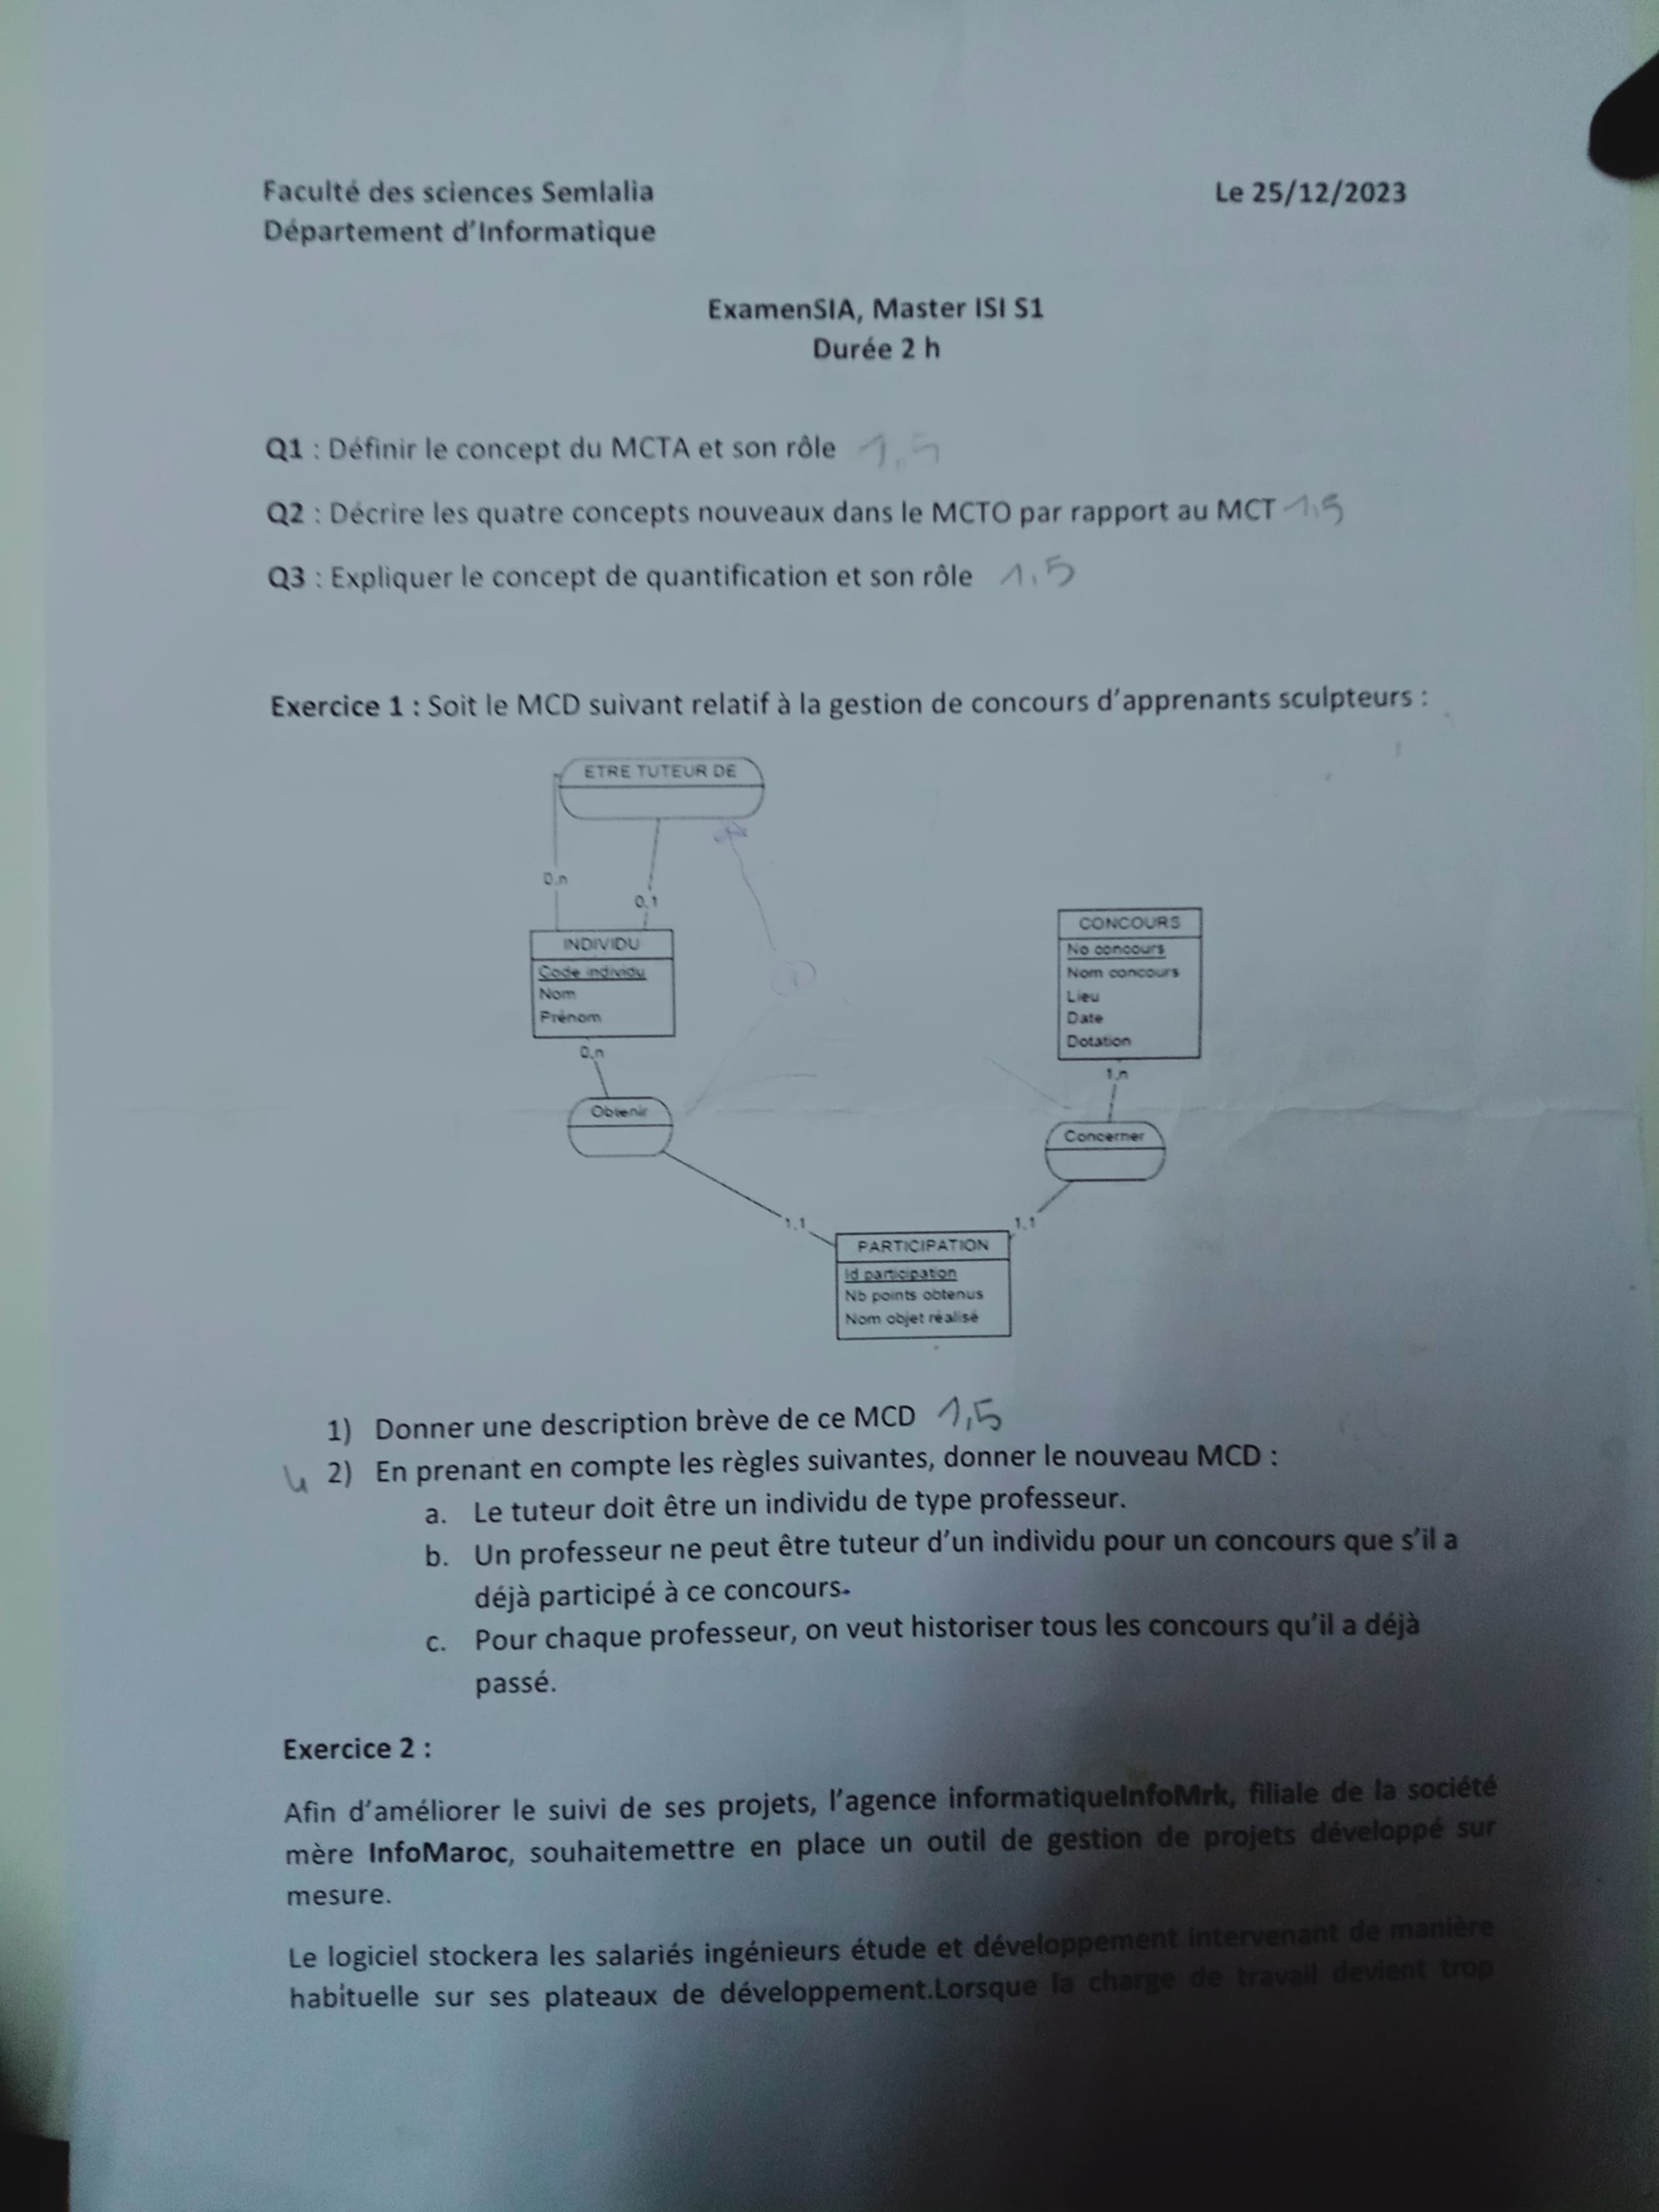 Faculté des sciences Semlalia
Le 25/12/2023
Département d'Informatique
ExamenSIA, Master ISI S1
Durée 2 h
Q1 : Définir le concept du MCTA et son rôle 1,5
Q2 : Décrire les quatre concepts nouveaux dans le MCTO par rapport au MCT 1,5
Q3 : Expliquer le concept de quantification et son rôle 1,5
Exercice 1 : Soit le MCD suivant relatif à la gestion de concours d'apprenants sculpteurs :
ETRE TUTEUR DE
0,n
0,1
INDIVIDU
Code individu
Nom
Prénom
0,n
Obtenir
1,1
CONCOURS
No concours
Nom concours
Lieu
Date
Dotation
1,n
Concerner
1,1
PARTICIPATION
Id participation
Nb points obtenus
Nom objet réalisé
1) Donner une description brève de ce MCD 1,5
4 2) En prenant en compte les règles suivantes, donner le nouveau MCD :
a. Le tuteur doit être un individu de type professeur.
b. Un professeur ne peut être tuteur d'un individu pour un concours que s'il a
déjà participé à ce concours.
c. Pour chaque professeur, on veut historiser tous les concours qu'il a déjà
passé.
Exercice 2 :
Afin d'améliorer le suivi de ses projets, l'agence informatiqueInfoMrk, filiale de la société
mère InfoMaroc, souhaitemettre en place un outil de gestion de projets développé sur
mesure.
Le logiciel stockera les salariés ingénieurs étude et développement intervenant de manière
habituelle sur ses plateaux de développement.Lorsque la charge de travail devient trop